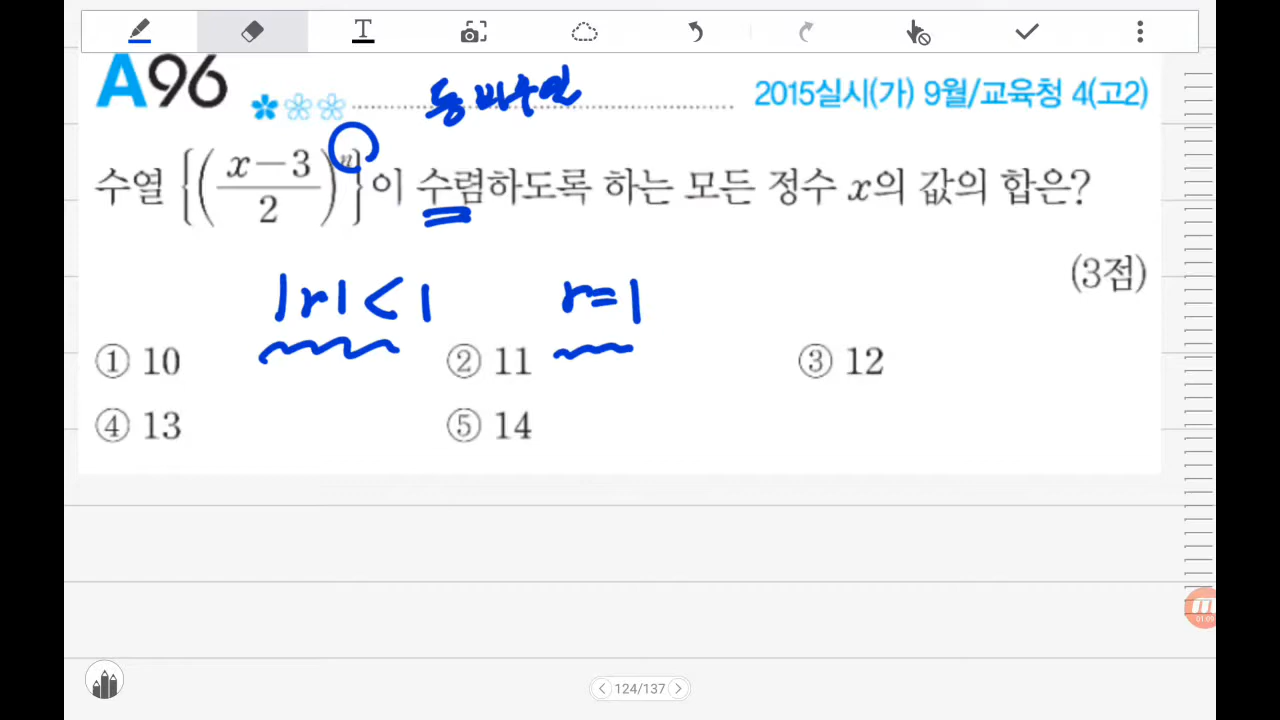 T
A96 등비수열 2015실시(가) 9월/교육청 4(고2)
수열 {((x-3)/2)^n}이 수렴하도록 하는 모든 정수 x의 값의 합은?
(3점)
|r|<1 r=1
① 10 ② 11 ③ 12
④ 13 ⑤ 14
124/137